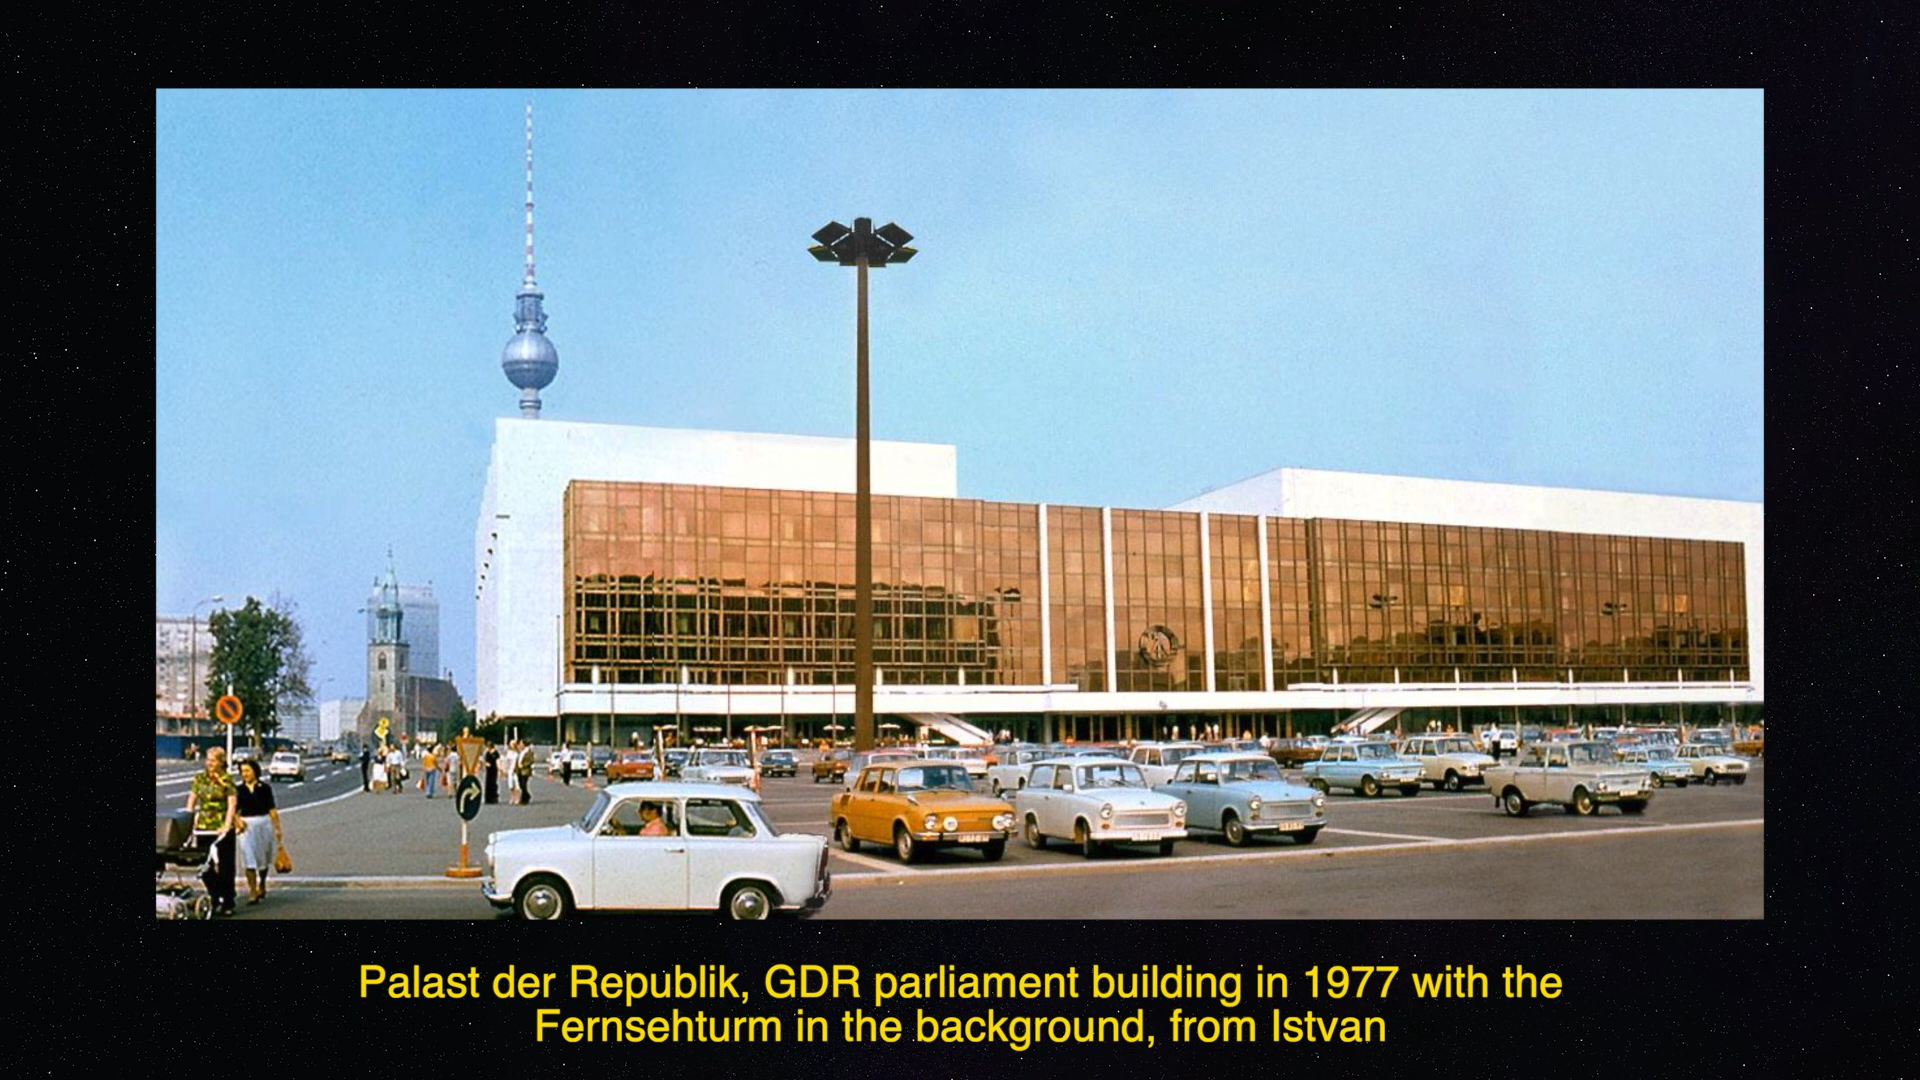 Palast der Republik, GDR parliament building in 1977 with the
Fernsehturm in the background, from Istvan